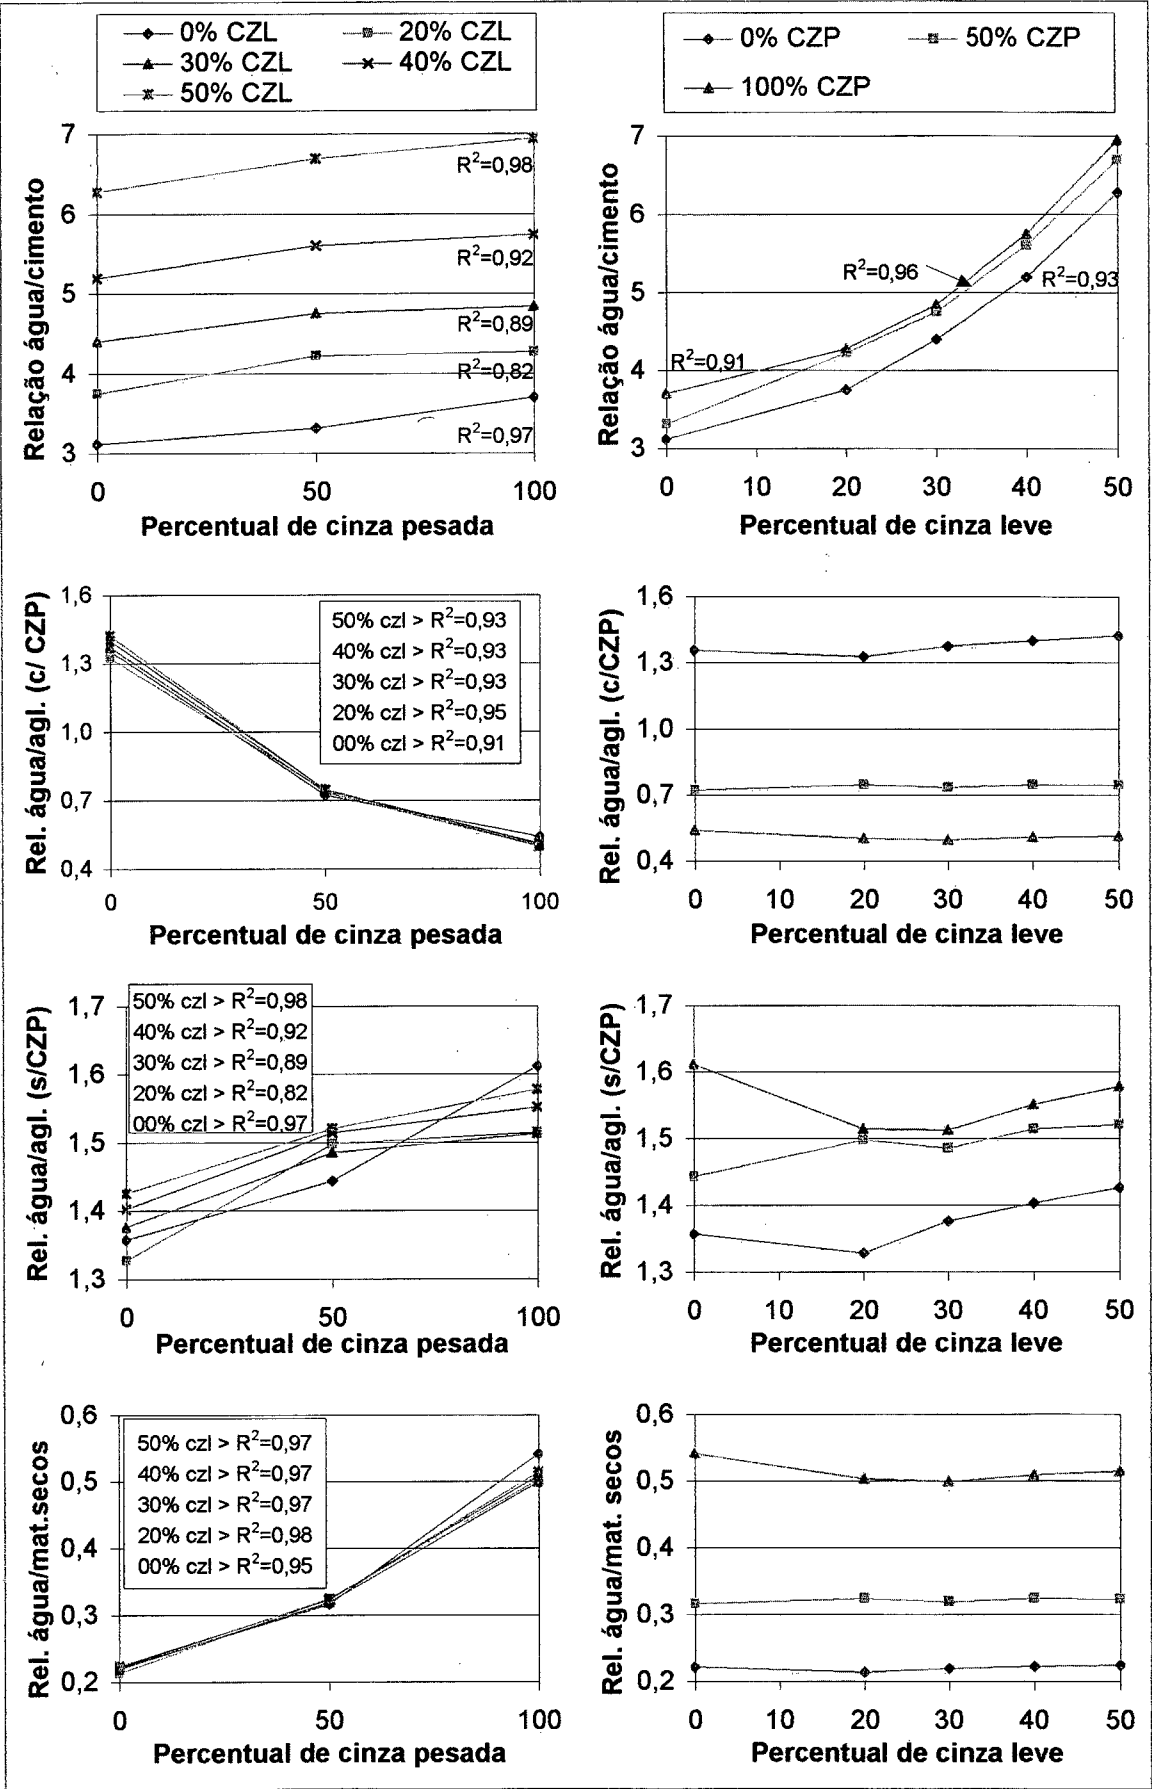 0% CZL 20% CZL
30% CZL 40% CZL
50% CZL
0% CZP 50% CZP
100% CZP
Relação água/cimento
7
6
5
4
3
R²=0,98
R²=0,92
R²=0,89
R²=0,82
R²=0,97
0 50 100
Percentual de cinza pesada
Relação água/cimento
7
6
5
4
3
R²=0,96
R²=0,93
R²=0,91
0 10 20 30 40 50
Percentual de cinza leve
Rel. água/agl. (c/ CZP)
1,6
1,3
1,0
0,7
0,4
50% czl > R²=0,93
40% czl > R²=0,93
30% czl > R²=0,93
20% czl > R²=0,95
00% czl > R²=0,91
0 50 100
Percentual de cinza pesada
Rel. água/agl. (c/CZP)
1,6
1,3
1,0
0,7
0,4
0 10 20 30 40 50
Percentual de cinza leve
Rel. água/agl. (s/CZP)
1,7
1,6
1,5
1,4
1,3
50% czl > R²=0,98
40% czl > R²=0,92
30% czl > R²=0,89
20% czl > R²=0,82
00% czl > R²=0,97
0 50 100
Percentual de cinza pesada
Rel. água/agl. (s/CZP)
1,7
1,6
1,5
1,4
1,3
0 10 20 30 40 50
Percentual de cinza leve
Rel. água/mat.secos
0,6
0,5
0,4
0,3
0,2
50% czl > R²=0,97
40% czl > R²=0,97
30% czl > R²=0,97
20% czl > R²=0,98
00% czl > R²=0,95
0 50 100
Percentual de cinza pesada
Rel. água/mat. secos
0,6
0,5
0,4
0,3
0,2
0 10 20 30 40 50
Percentual de cinza leve